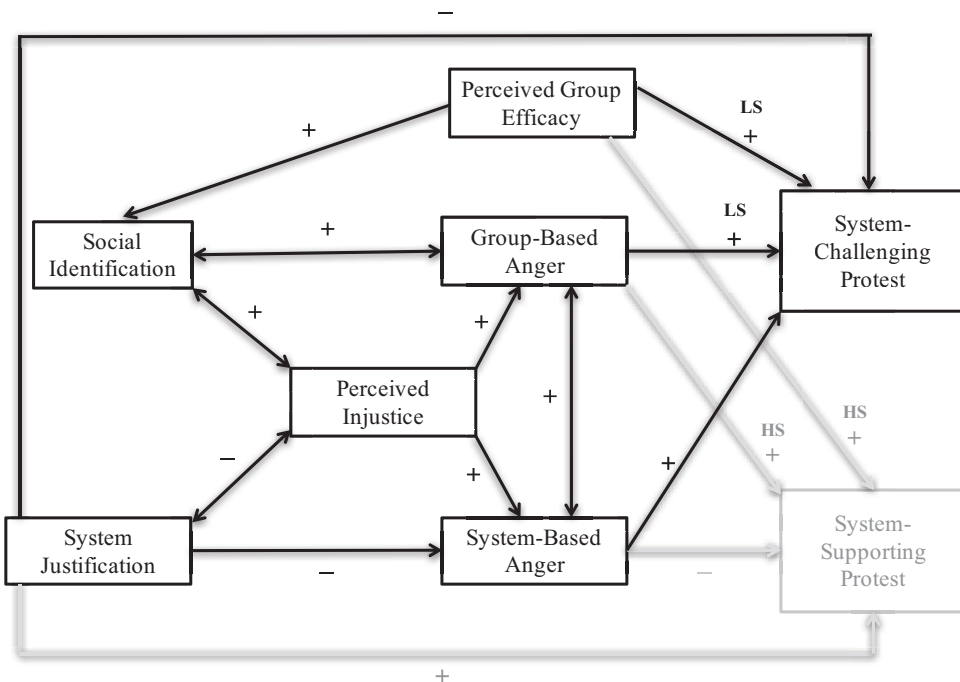 –
Perceived Group
Efficacy
LS
+
+
LS
+
System-
Challenging
Protest
Social
Identification
+
Group-Based
Anger
+
+
Perceived
Injustice
+
HS
+
HS
+
–
+
+
System
Justification
–
System-Based
Anger
–
System-
Supporting
Protest
+